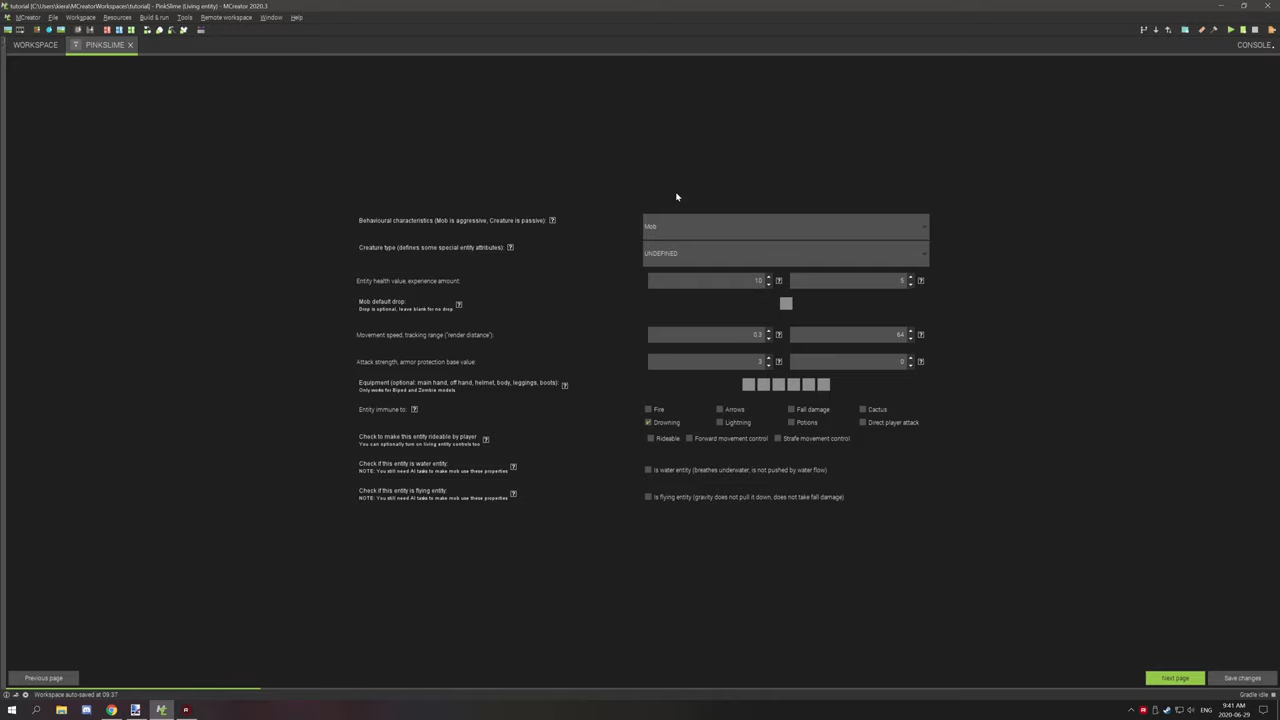 tutorial [C:\Users\kiera\MCreatorWorkspaces\tutorial] - PinkSlime (Living entity) - MCreator 2020.3
MCreator File Workspace Resources Build & run Tools Remote workspace Window Help
WORKSPACE PINKSLIME CONSOLE
Behavioural characteristics (Mob is aggressive, Creature is passive): Mob
Creature type (defines some special entity attributes): UNDEFINED
Entity health value, experience amount: 10 5
Mob default drop:
Drop is optional, leave blank for no drop
Movement speed, tracking range ("render distance"): 0.3 64
Attack strength, armor protection base value: 3 0
Equipment (optional: main hand, off hand, helmet, body, leggings, boots):
Only works for Biped and Zombie models
Entity immune to: Fire Arrows Fall damage Cactus
Drowning Lightning Potions Direct player attack
Check to make this entity rideable by player
You can optionally turn on living entity controls too
Rideable Forward movement control Strafe movement control
Check if this entity is water entity:
NOTE: You still need AI tasks to make mob use these properties
Is water entity (breathes underwater, is not pushed by water flow)
Check if this entity is flying entity:
NOTE: You still need AI tasks to make mob use these properties
Is flying entity (gravity does not pull it down, does not take fall damage)
Previous page Next page Save changes
Workspace auto-saved at 09:37 Gradle idle
ENG 9:41 AM
2020-06-29